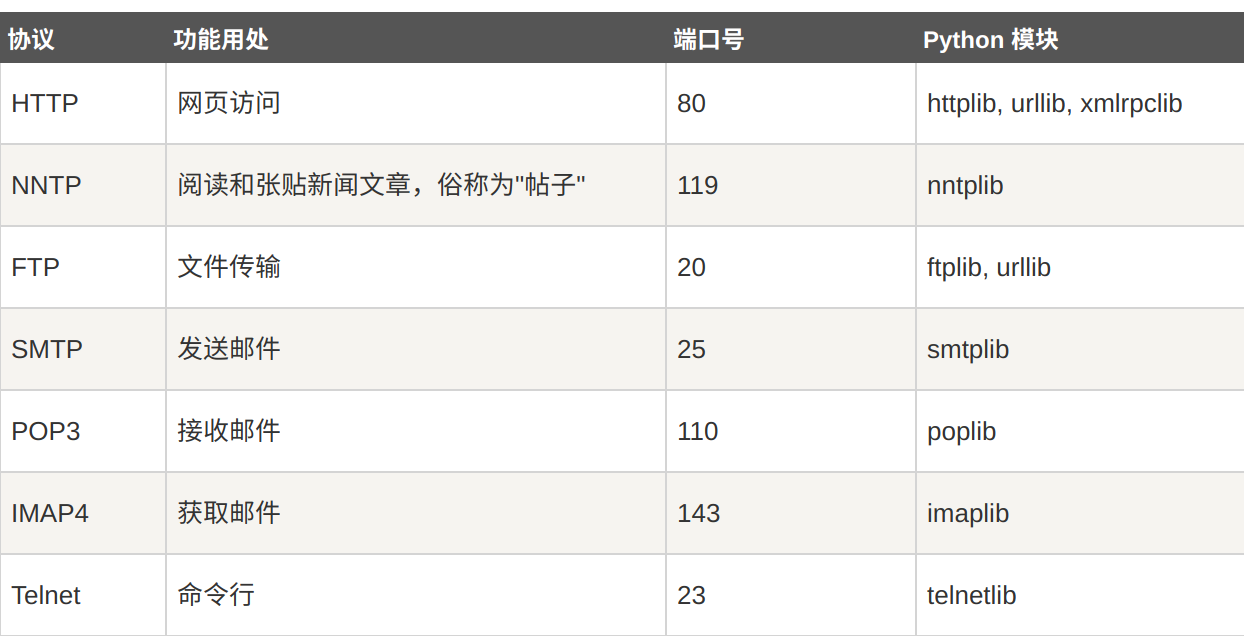 协议 功能用处 端口号 Python 模块
HTTP 网页访问 80 httplib, urllib, xmlrpclib
NNTP 阅读和张贴新闻文章，俗称为"帖子" 119 nntplib
FTP 文件传输 20 ftplib, urllib
SMTP 发送邮件 25 smtplib
POP3 接收邮件 110 poplib
IMAP4 获取邮件 143 imaplib
Telnet 命令行 23 telnetlib